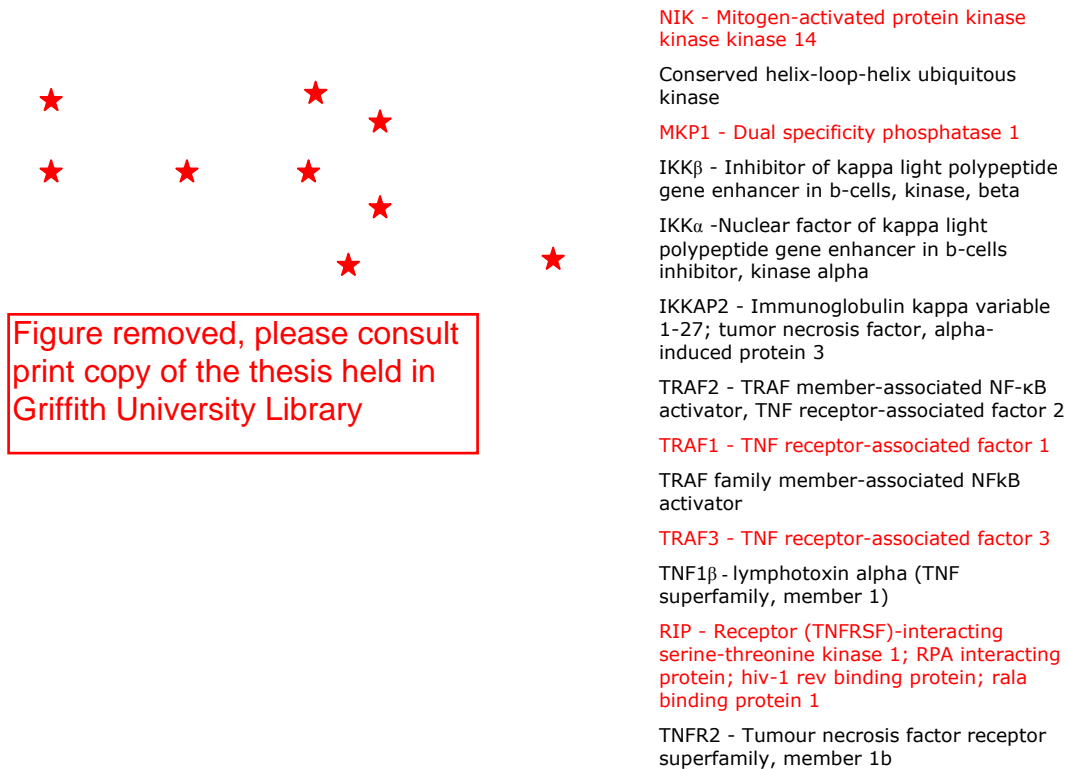 Figure removed, please consult
print copy of the thesis held in
Griffith University Library
NIK - Mitogen-activated protein kinase
kinase kinase 14
Conserved helix-loop-helix ubiquitous
kinase
MKP1 - Dual specificity phosphatase 1
IKKβ - Inhibitor of kappa light polypeptide
gene enhancer in b-cells, kinase, beta
IKKα -Nuclear factor of kappa light
polypeptide gene enhancer in b-cells
inhibitor, kinase alpha
IKKAP2 - Immunoglobulin kappa variable
1-27; tumor necrosis factor, alpha-
induced protein 3
TRAF2 - TRAF member-associated NF-κB
activator, TNF receptor-associated factor 2
TRAF1 - TNF receptor-associated factor 1
TRAF family member-associated NFkB
activator
TRAF3 - TNF receptor-associated factor 3
TNF1β - lymphotoxin alpha (TNF
superfamily, member 1)
RIP - Receptor (TNFRSF)-interacting
serine-threonine kinase 1; RPA interacting
protein; hiv-1 rev binding protein; rala
binding protein 1
TNFR2 - Tumour necrosis factor receptor
superfamily, member 1b